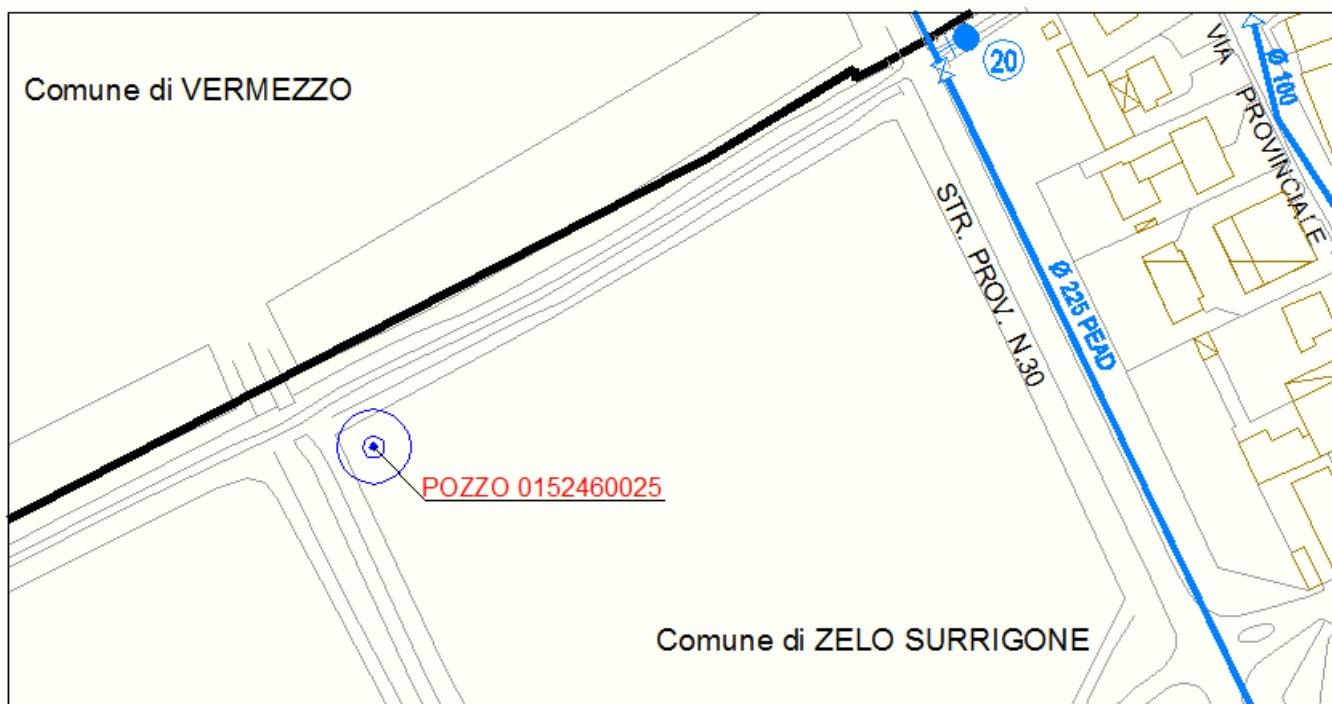 Comune di VERMEZZO
20
VIA PROVINCIALE
Ø 100
STR. PROV. N.30
Ø 225 PEAD
POZZO 0152460025
Comune di ZELO SURRIGONE